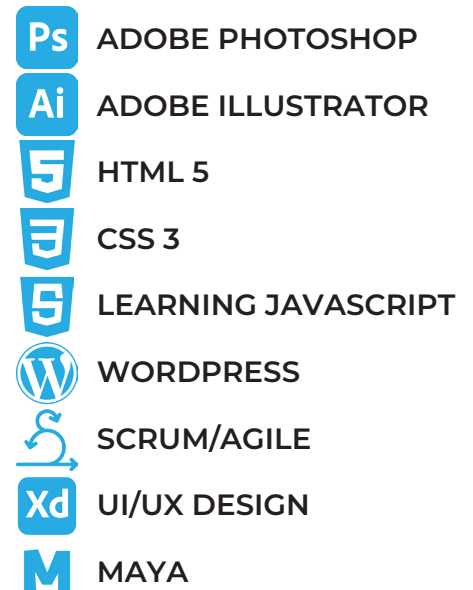 Ps ADOBE PHOTOSHOP
Ai ADOBE ILLUSTRATOR
5 HTML 5
3 CSS 3
S LEARNING JAVASCRIPT
W WORDPRESS
SCRUM/AGILE
Xd UI/UX DESIGN
M MAYA